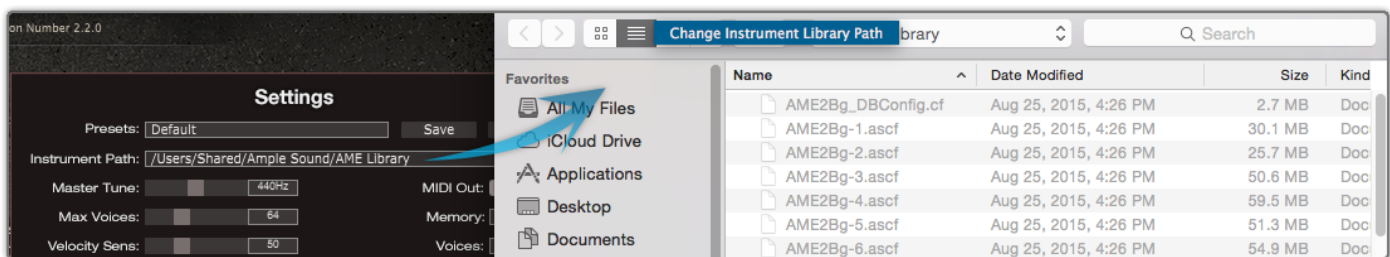 on Number 2.2.0
Settings
Presets: Default Save
Instrument Path: /Users/Shared/Ample Sound/AME Library
Master Tune: 440Hz MIDI Out:
Max Voices: 64 Memory:
Velocity Sens: 50 Voices:
Change Instrument Library Path brary
Search
Favorites
All My Files
iCloud Drive
Applications
Desktop
Documents
Name Date Modified Size Kind
AME2Bg_DBConfig.cf Aug 25, 2015, 4:26 PM 2.7 MB Doc
AME2Bg-1.ascf Aug 25, 2015, 4:26 PM 30.1 MB Doc
AME2Bg-2.ascf Aug 25, 2015, 4:26 PM 25.7 MB Doc
AME2Bg-3.ascf Aug 25, 2015, 4:26 PM 50.6 MB Doc
AME2Bg-4.ascf Aug 25, 2015, 4:26 PM 59.5 MB Doc
AME2Bg-5.ascf Aug 25, 2015, 4:26 PM 51.3 MB Doc
AME2Bg-6.ascf Aug 25, 2015, 4:26 PM 54.9 MB Doc